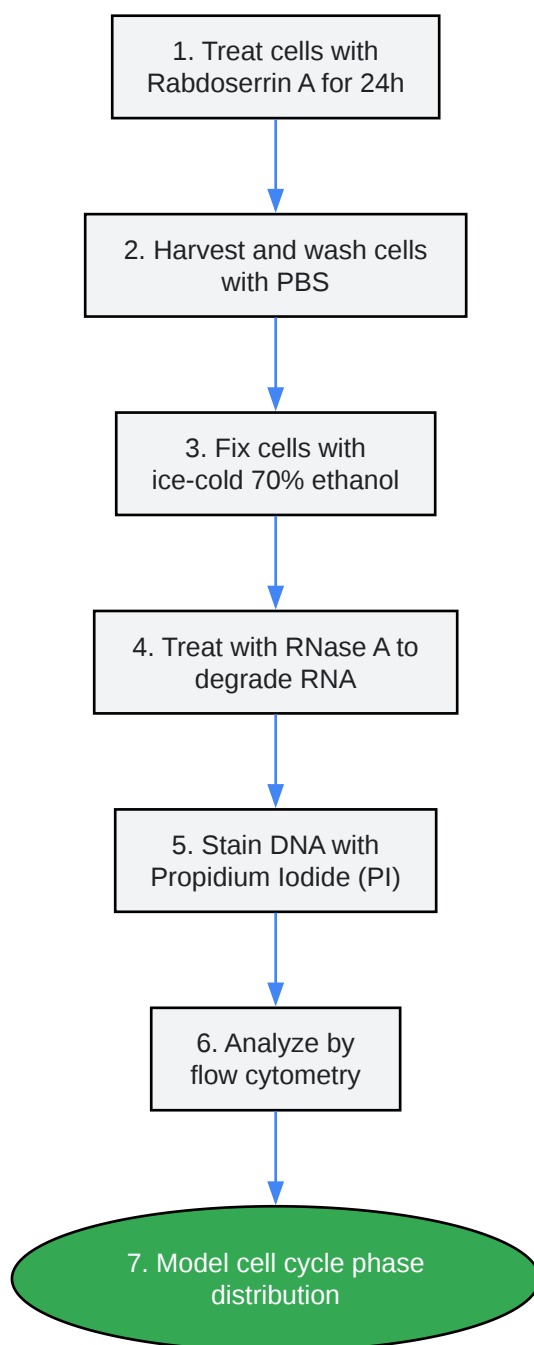 1. Treat cells with
Rabdoserrin A for 24h
2. Harvest and wash cells
with PBS
3. Fix cells with
ice-cold 70% ethanol
4. Treat with RNase A to
degrade RNA
5. Stain DNA with
Propidium Iodide (PI)
6. Analyze by
flow cytometry
7. Model cell cycle phase
distribution